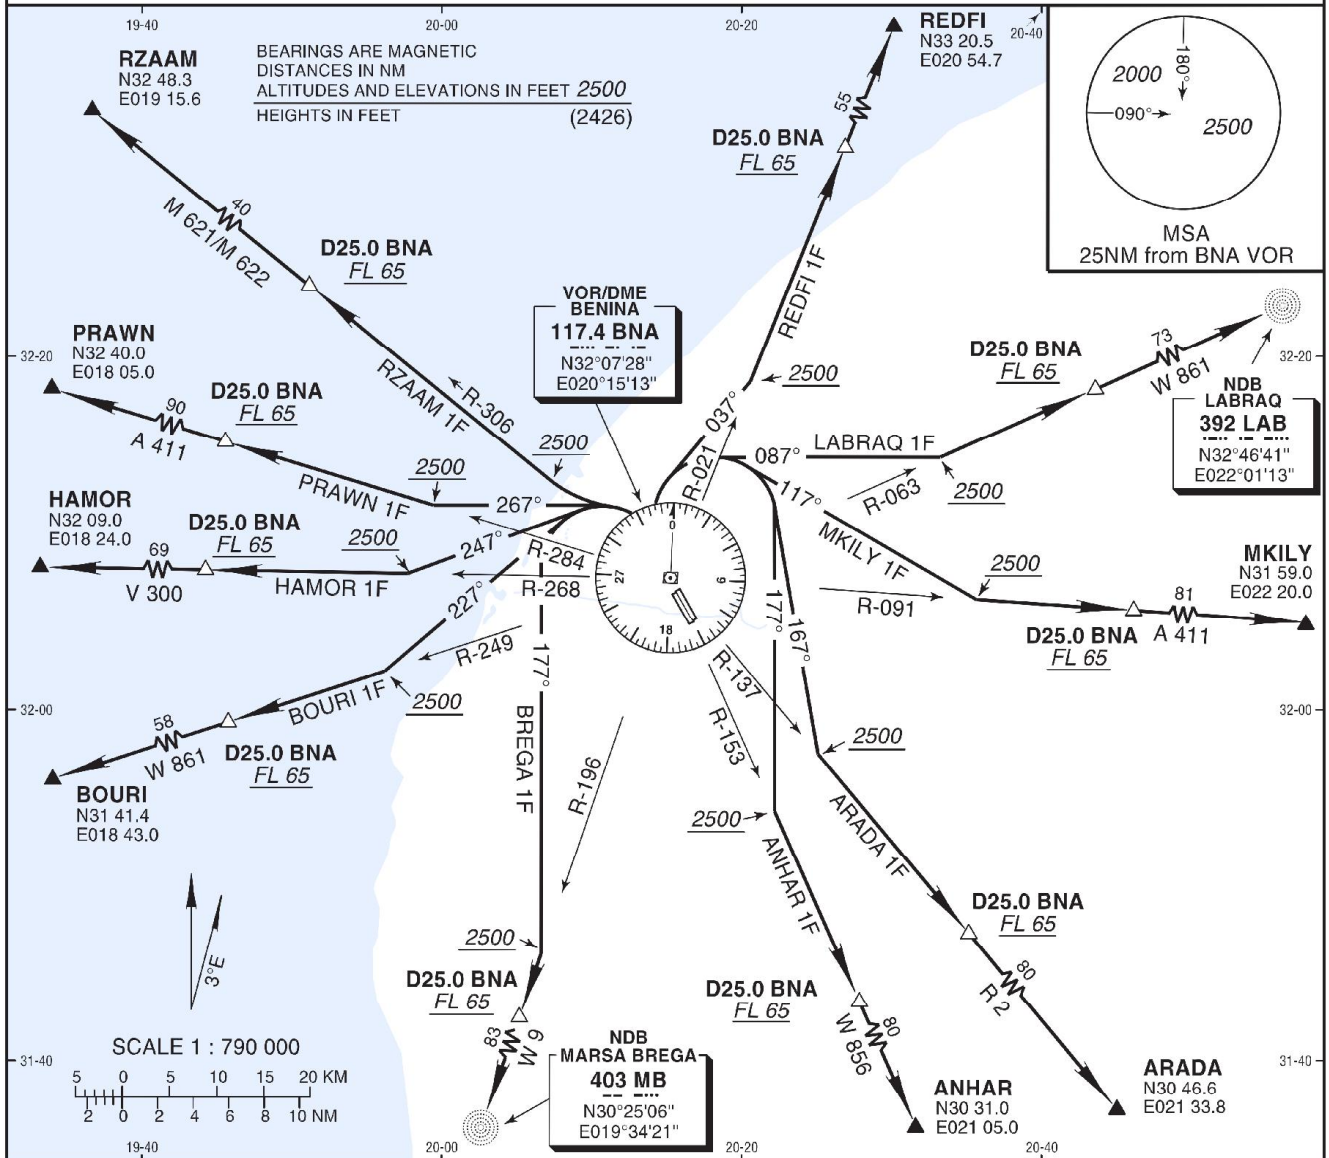 19-40
20-00
20-20
20-40
REDFI
N33 20.5
E020 54.7
RZAAM
N32 48.3
E019 15.6
BEARINGS ARE MAGNETIC
DISTANCES IN NM
ALTITUDES AND ELEVATIONS IN FEET 2500
HEIGHTS IN FEET (2426)
2000
180°
090°
2500
MSA
25NM from BNA VOR
55
D25.0 BNA
FL 65
REDFI 1F
40
M 621/M 622
D25.0 BNA
FL 65
RZAAM 1F
R-306
2500
VOR/DME
BENINA
117.4 BNA
N32°07'28"
E020°15'13"
2500
037°
R-021
PRAWN
N32 40.0
E018 05.0
32-20
32-20
90
A 411
D25.0 BNA
FL 65
PRAWN 1F
2500
267°
R-284
D25.0 BNA
FL 65
73
W 861
NDB
LABRAQ
392 LAB
N32°46'41"
E022°01'13"
087°
LABRAQ 1F
R-063
2500
HAMOR
N32 09.0
E018 24.0
69
V 300
D25.0 BNA
FL 65
HAMOR 1F
2500
247°
R-268
0
9
18
27
117°
MKILY 1F
2500
R-091
MKILY
N31 59.0
E022 20.0
81
A 411
D25.0 BNA
FL 65
227°
R-249
BOURI 1F
2500
32-00
32-00
58
W 861
D25.0 BNA
FL 65
BOURI
N31 41.4
E018 43.0
177°
BREGA 1F
R-196
177°
167°
R-137
R-153
2500
2500
ARADA 1F
ANHAR 1F
3°E
2500
D25.0 BNA
FL 65
83
W 9
D25.0 BNA
FL 65
80
W 856
D25.0 BNA
FL 65
80
R 2
SCALE 1 : 790 000
5 0 5 10 15 20 KM
2 0 2 4 6 8 10 NM
NDB
MARSA BREGA
403 MB
N30°25'06"
E019°34'21"
ANHAR
N30 31.0
E021 05.0
ARADA
N30 46.6
E021 33.8
31-40
31-40
19-40
20-00
20-20
20-40